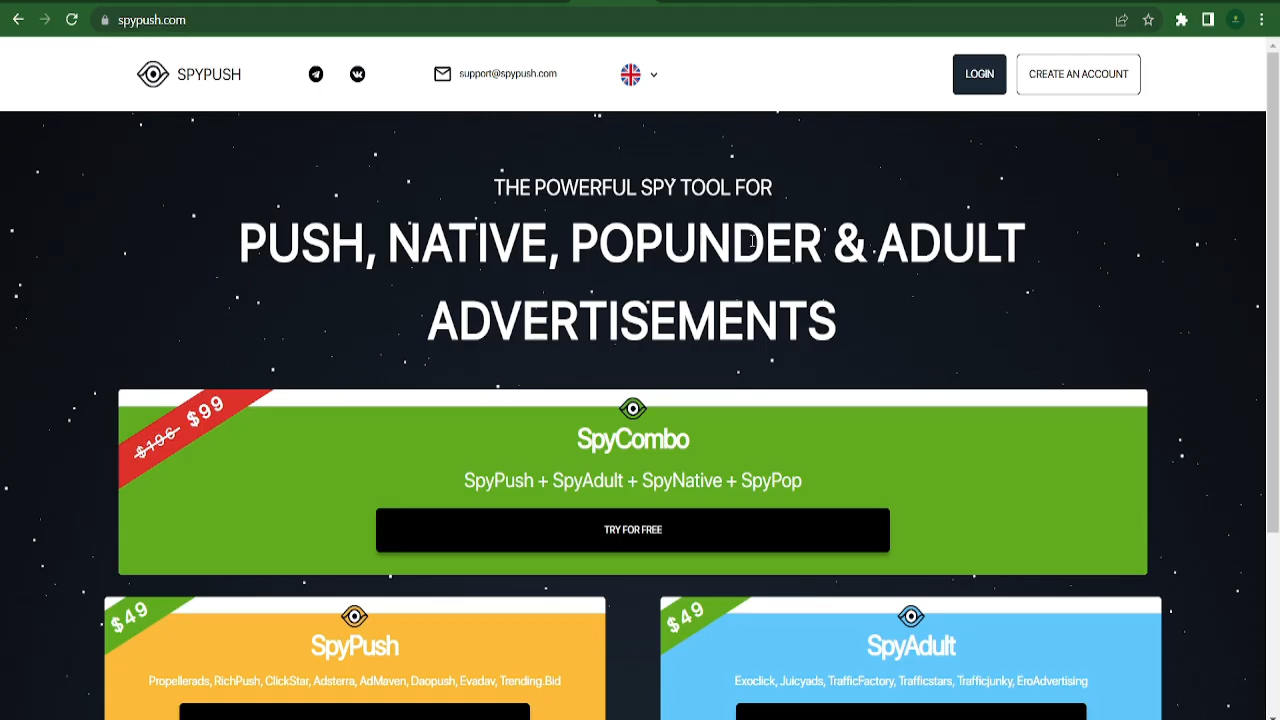 spypush.com
SPYPUSH
support@spypush.com
LOGIN
CREATE AN ACCOUNT
THE POWERFUL SPY TOOL FOR
PUSH, NATIVE, POPUNDER & ADULT
ADVERTISEMENTS
$196 $99
SpyCombo
SpyPush + SpyAdult + SpyNative + SpyPop
TRY FOR FREE
$49
SpyPush
Propellerads, RichPush, ClickStar, Adsterra, AdMaven, Daopush, Evadav, Trending.Bid
$49
SpyAdult
Exoclick, Juicyads, TrafficFactory, Trafficstars, Trafficjunky, EroAdvertising